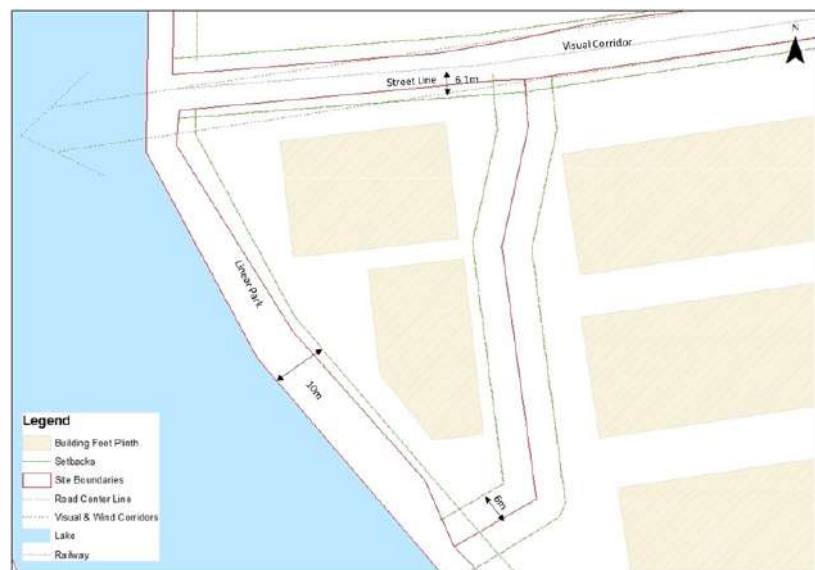 N
Visual Corridor
Street Line
6.1m
Linear Park
10m
6m
Legend
Building Foot Plinth
Setbacks
Site Boundaries
Road Center Line
Visual & Wind Corridors
Lake
Railway